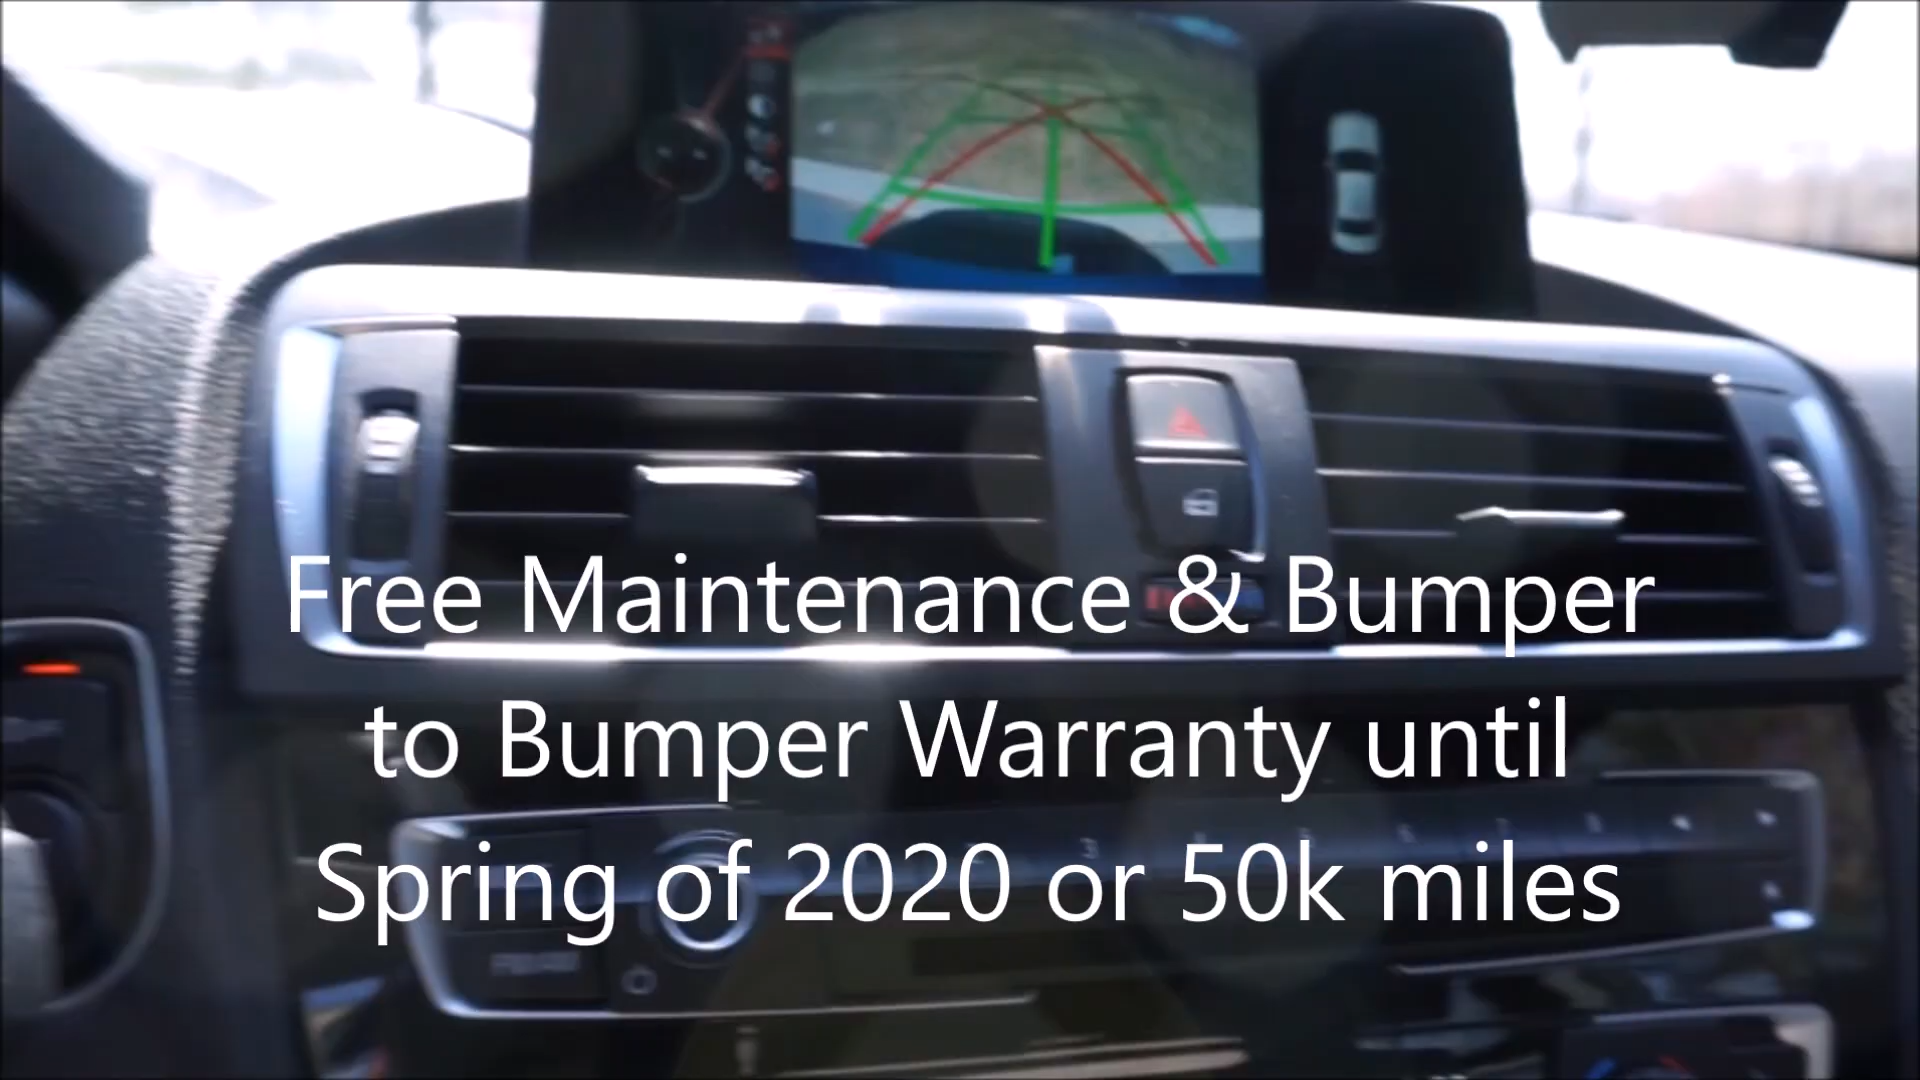 Free Maintenance & Bumper
to Bumper Warranty until
Spring of 2020 or 50k miles